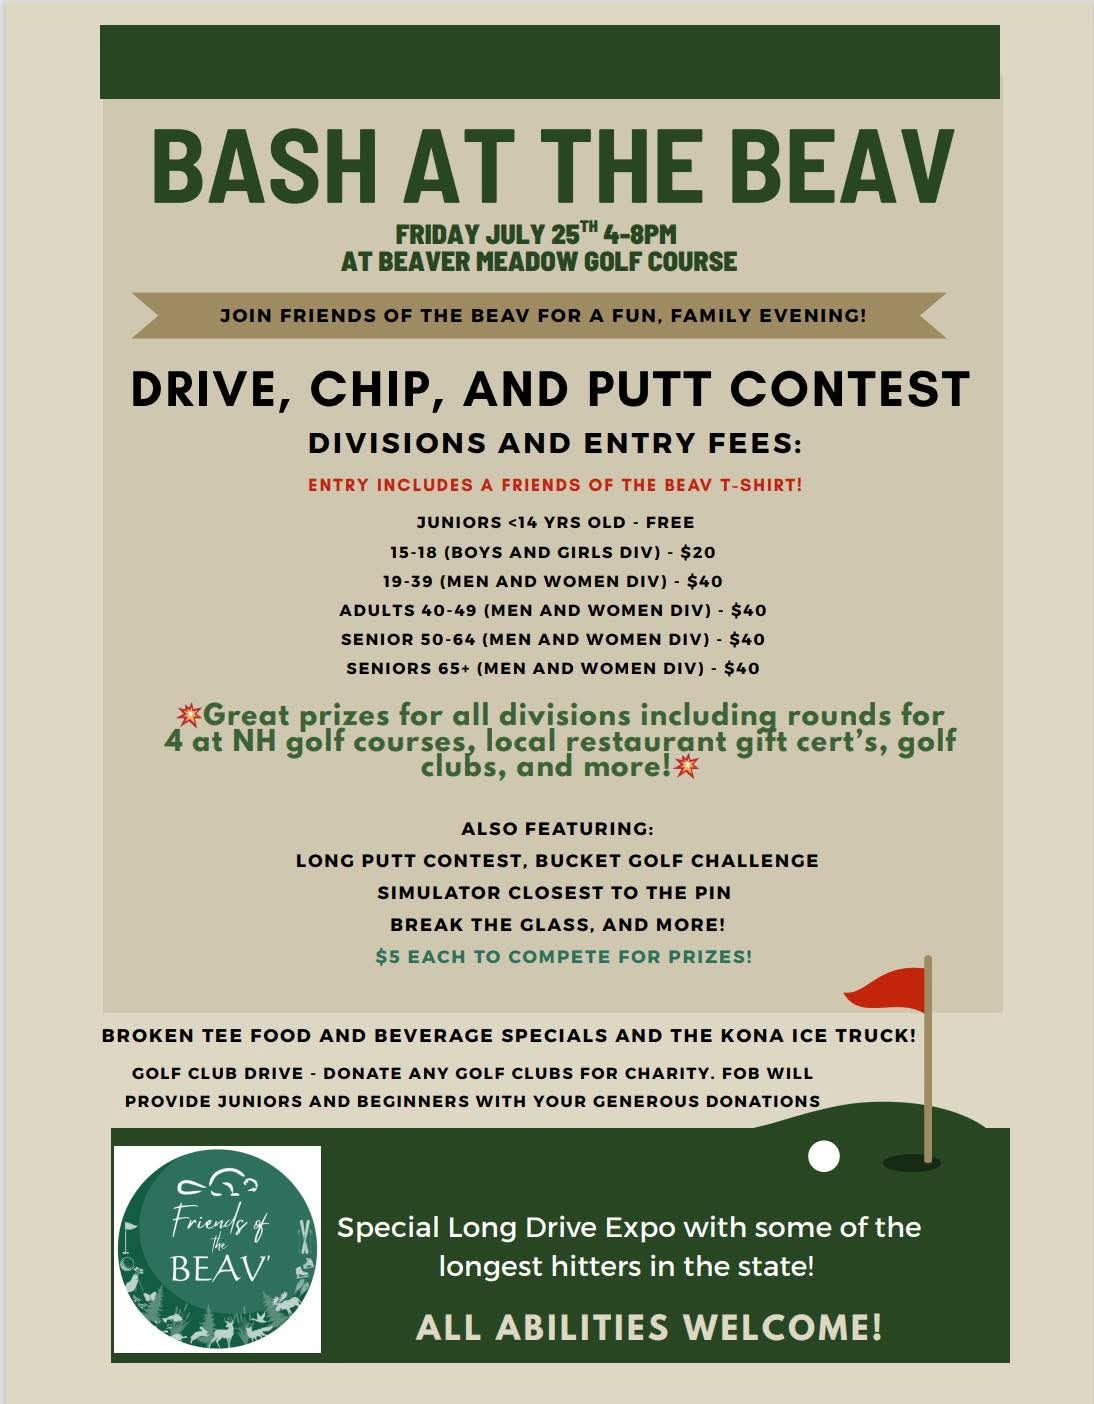 BASH AT THE BEAV
FRIDAY JULY 25TH 4-8PM
AT BEAVER MEADOW GOLF COURSE
JOIN FRIENDS OF THE BEAV FOR A FUN, FAMILY EVENING!
DRIVE, CHIP, AND PUTT CONTEST
DIVISIONS AND ENTRY FEES:
ENTRY INCLUDES A FRIENDS OF THE BEAV T-SHIRT!
JUNIORS <14 YRS OLD - FREE
15-18 (BOYS AND GIRLS DIV) - $20
19-39 (MEN AND WOMEN DIV) - $40
ADULTS 40-49 (MEN AND WOMEN DIV) - $40
SENIOR 50-64 (MEN AND WOMEN DIV) - $40
SENIORS 65+ (MEN AND WOMEN DIV) - $40
💥Great prizes for all divisions including rounds for
4 at NH golf courses, local restaurant gift cert's, golf
clubs, and more!💥
ALSO FEATURING:
LONG PUTT CONTEST, BUCKET GOLF CHALLENGE
SIMULATOR CLOSEST TO THE PIN
BREAK THE GLASS, AND MORE!
$5 EACH TO COMPETE FOR PRIZES!
BROKEN TEE FOOD AND BEVERAGE SPECIALS AND THE KONA ICE TRUCK!
GOLF CLUB DRIVE - DONATE ANY GOLF CLUBS FOR CHARITY. FOB WILL
PROVIDE JUNIORS AND BEGINNERS WITH YOUR GENEROUS DONATIONS
Friends of
the
BEAV'
Special Long Drive Expo with some of the
longest hitters in the state!
ALL ABILITIES WELCOME!